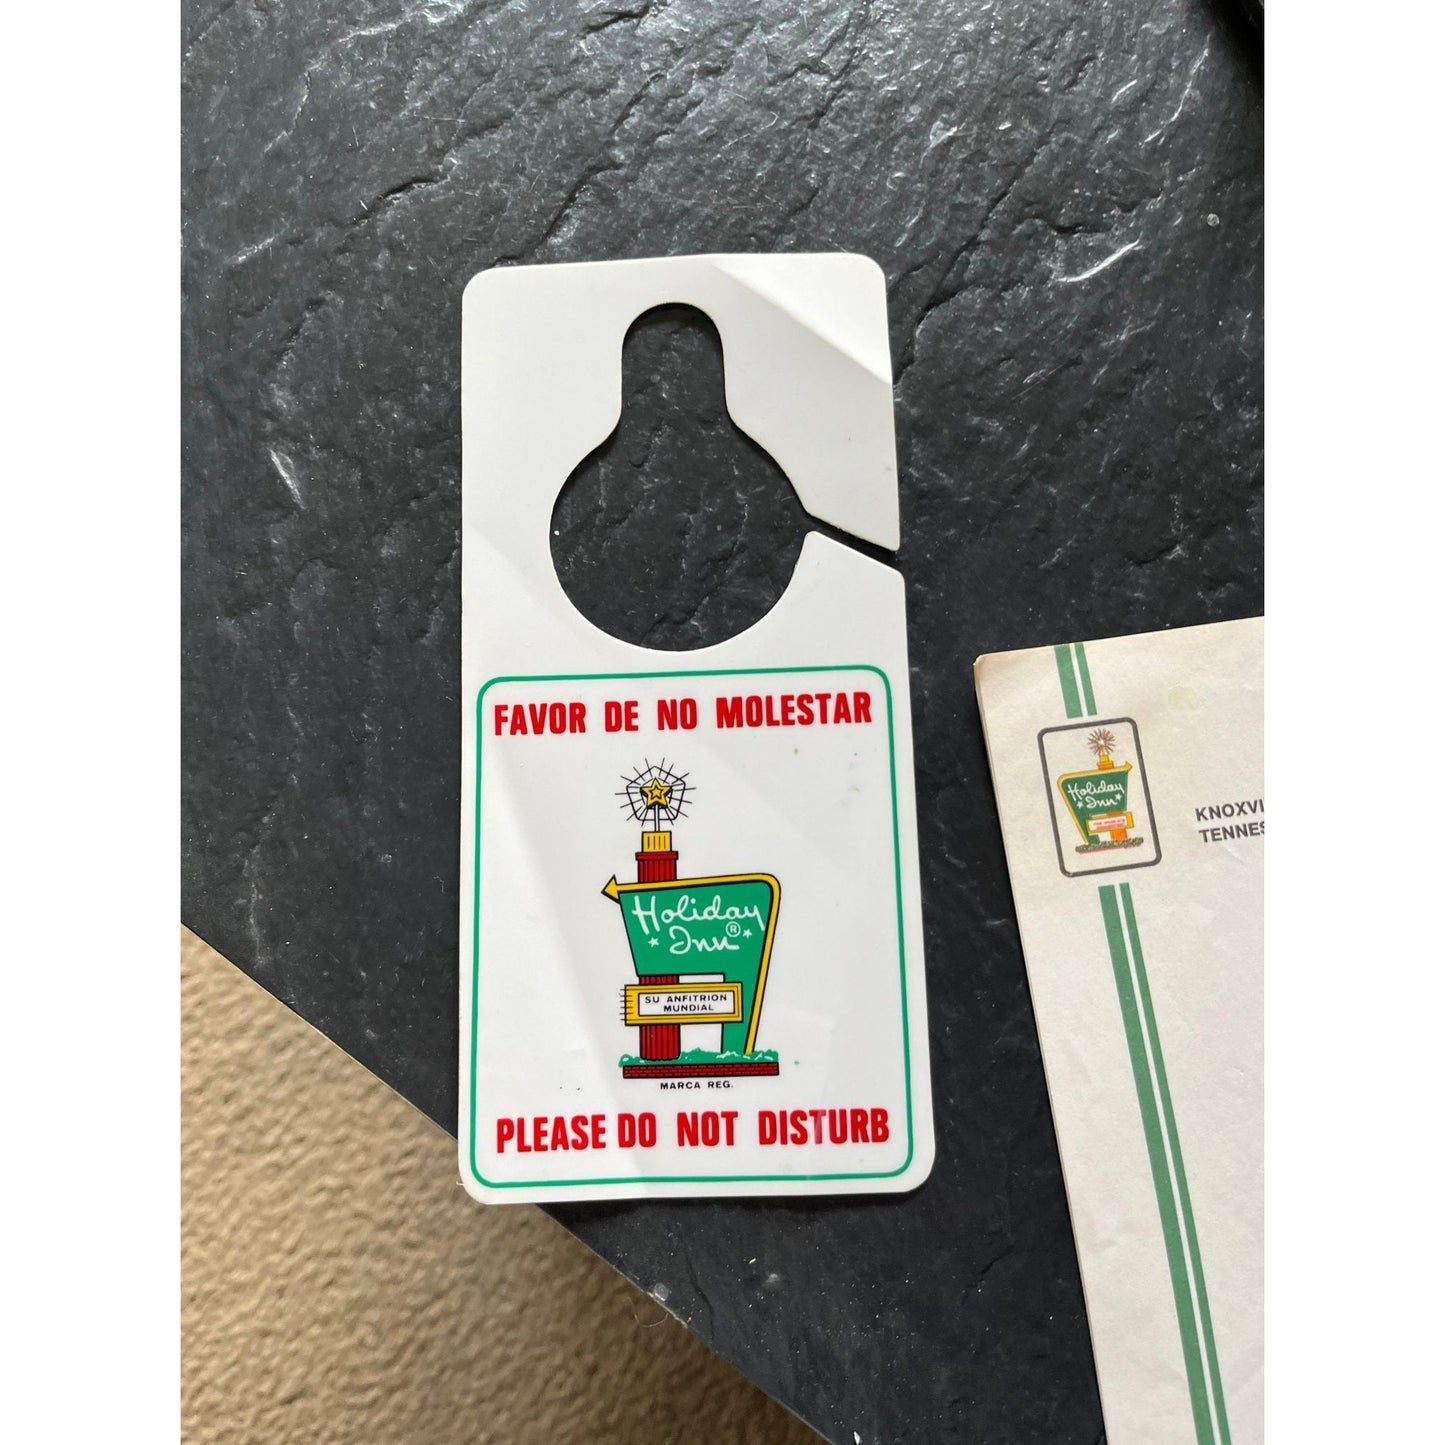 FAVOR DE NO MOLESTAR
Holiday
Inn®
SU ANFITRION
MUNDIAL
MARCA REG.
PLEASE DO NOT DISTURB
Holiday
Inn
KNOXVI
TENNES